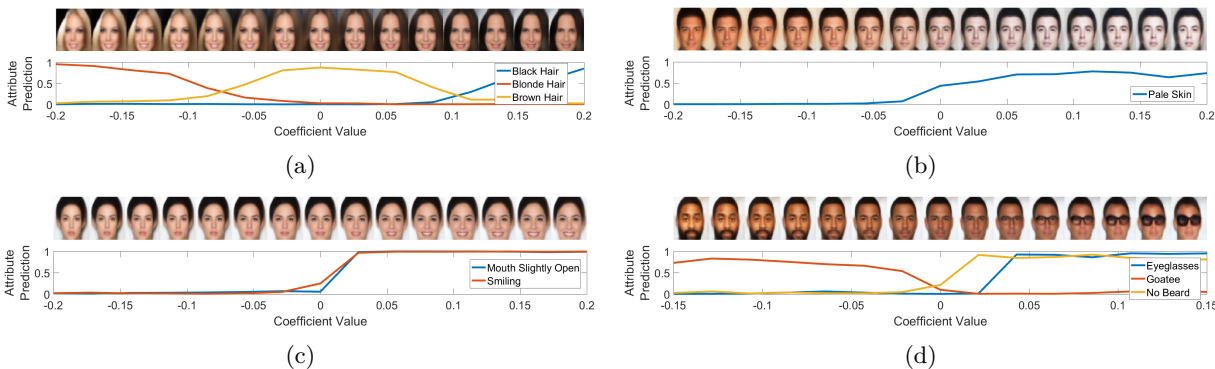 Attribute Prediction
1
0.5
0
Black Hair
Blonde Hair
Brown Hair
-0.2 -0.15 -0.1 -0.05 0 0.05 0.1 0.15 0.2
Coefficient Value
(a)
Attribute Prediction
1
0.5
0
Pale Skin
-0.2 -0.15 -0.1 -0.05 0 0.05 0.1 0.15 0.2
Coefficient Value
(b)
Attribute Prediction
1
0.5
0
Mouth Slightly Open
Smiling
-0.2 -0.15 -0.1 -0.05 0 0.05 0.1 0.15 0.2
Coefficient Value
(c)
Attribute Prediction
1
0.5
0
Eyeglasses
Goatee
No Beard
-0.15 -0.1 -0.05 0 0.05 0.1 0.15
Coefficient Value
(d)